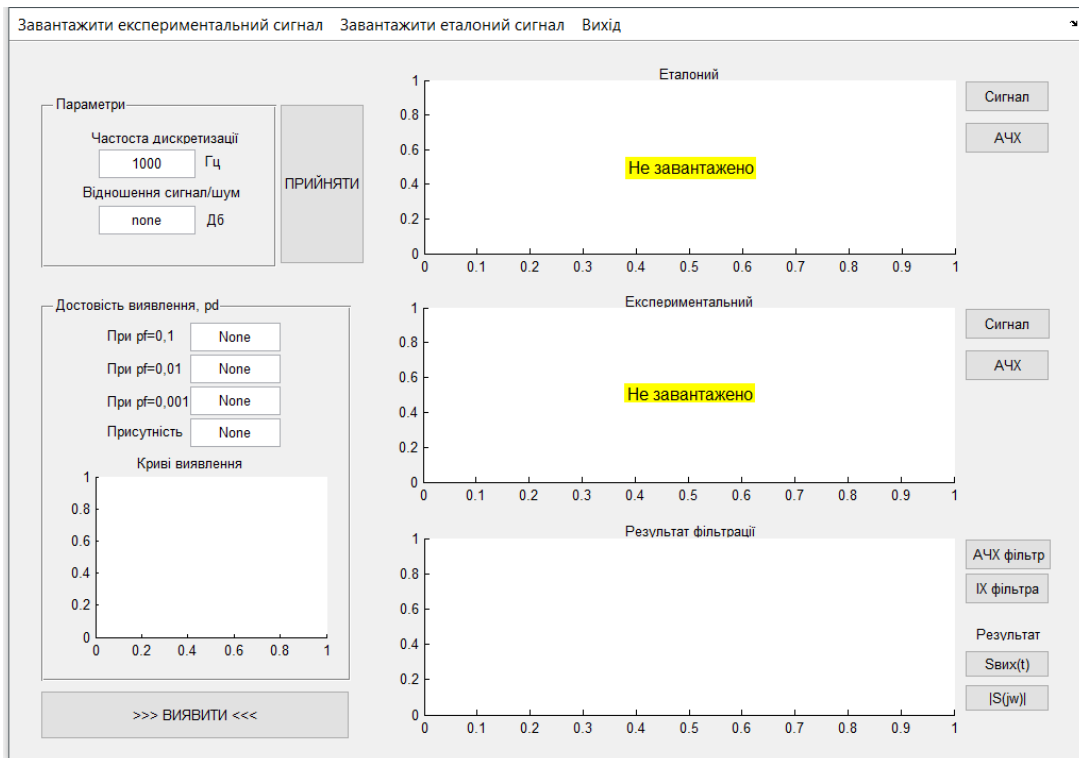 Завантажити експериментальний сигнал Завантажити еталоний сигнал Вихід
Параметри
Частоста дискретизації
1000 Гц
Відношення сигнал/шум
none Дб
ПРИЙНЯТИ
Достовість виявлення, pd
При pf=0,1 None
При pf=0,01 None
При pf=0,001 None
Присутність None
Криві виявлення
1
0.8
0.6
0.4
0.2
0
0 0.2 0.4 0.6 0.8 1
>>> ВИЯВИТИ <<<
Еталоний
1
0.8
0.6
0.4
0.2
0
Не завантажено
0 0.1 0.2 0.3 0.4 0.5 0.6 0.7 0.8 0.9 1
Сигнал
АЧХ
Експериментальний
1
0.8
0.6
0.4
0.2
0
Не завантажено
0 0.1 0.2 0.3 0.4 0.5 0.6 0.7 0.8 0.9 1
Сигнал
АЧХ
Результат фільтрації
1
0.8
0.6
0.4
0.2
0
0 0.1 0.2 0.3 0.4 0.5 0.6 0.7 0.8 0.9 1
АЧХ фільтр
ІХ фільтра
Результат
Sвих(t)
|S(jw)|